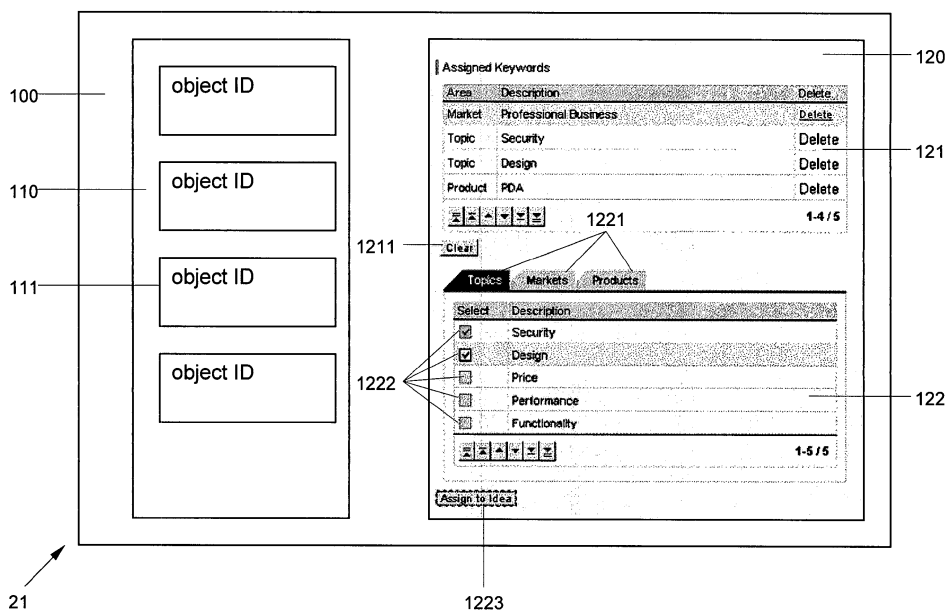 100
110
111
21
object ID
object ID
object ID
object ID
120
Assigned Keywords
Area Description Delete
Market Professional Business Delete
Topic Security Delete
121
Topic Design Delete
Product PDA Delete
1-4 / 5
1221
1211
Clear
Topics Markets Products
Select Description
Security
Design
1222
Price
Performance
122
Functionality
1-5 / 5
Assign to Idea
1223